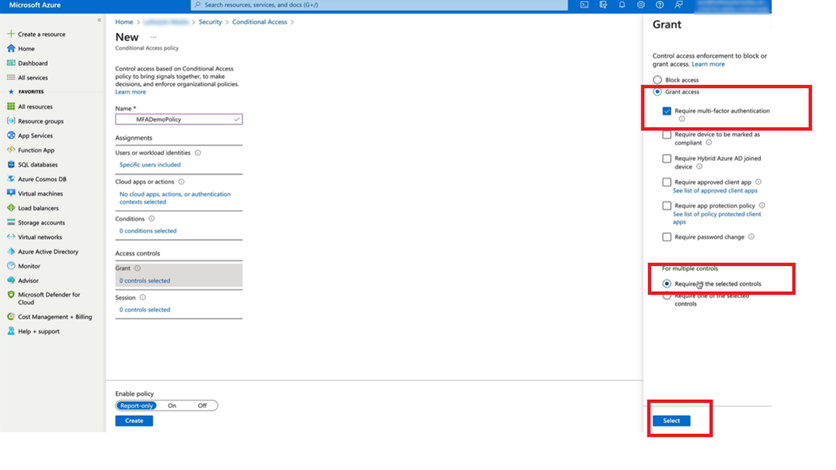 Microsoft Azure
Search resources, services, and docs (G+/)
Create a resource
Home
Dashboard
All services
FAVORITES
All resources
Resource groups
App Services
Function App
SQL databases
Azure Cosmos DB
Virtual machines
Load balancers
Storage accounts
Virtual networks
Azure Active Directory
Monitor
Advisor
Microsoft Defender for
Cloud
Cost Management + Billing
Help + support
Home > > Security > Conditional Access >
New ...
Conditional Access policy
Control access based on Conditional Access
policy to bring signals together, to make
decisions, and enforce organizational policies.
Learn more
Name *
MFADemoPolicy
Assignments
Users or workload identities
Specific users included
Cloud apps or actions
No cloud apps, actions, or authentication
contexts selected
Conditions
0 conditions selected
Access controls
Grant
0 controls selected
Session
0 controls selected
Enable policy
Report-only On Off
Create
Grant
Control access enforcement to block or
grant access. Learn more
Block access
Grant access
Require multi-factor authentication
Require device to be marked as
compliant
Require Hybrid Azure AD joined
device
Require approved client app
See list of approved client apps
Require app protection policy
See list of policy protected client
apps
Require password change
For multiple controls
Require the selected controls
Require one of the selected
controls
Select